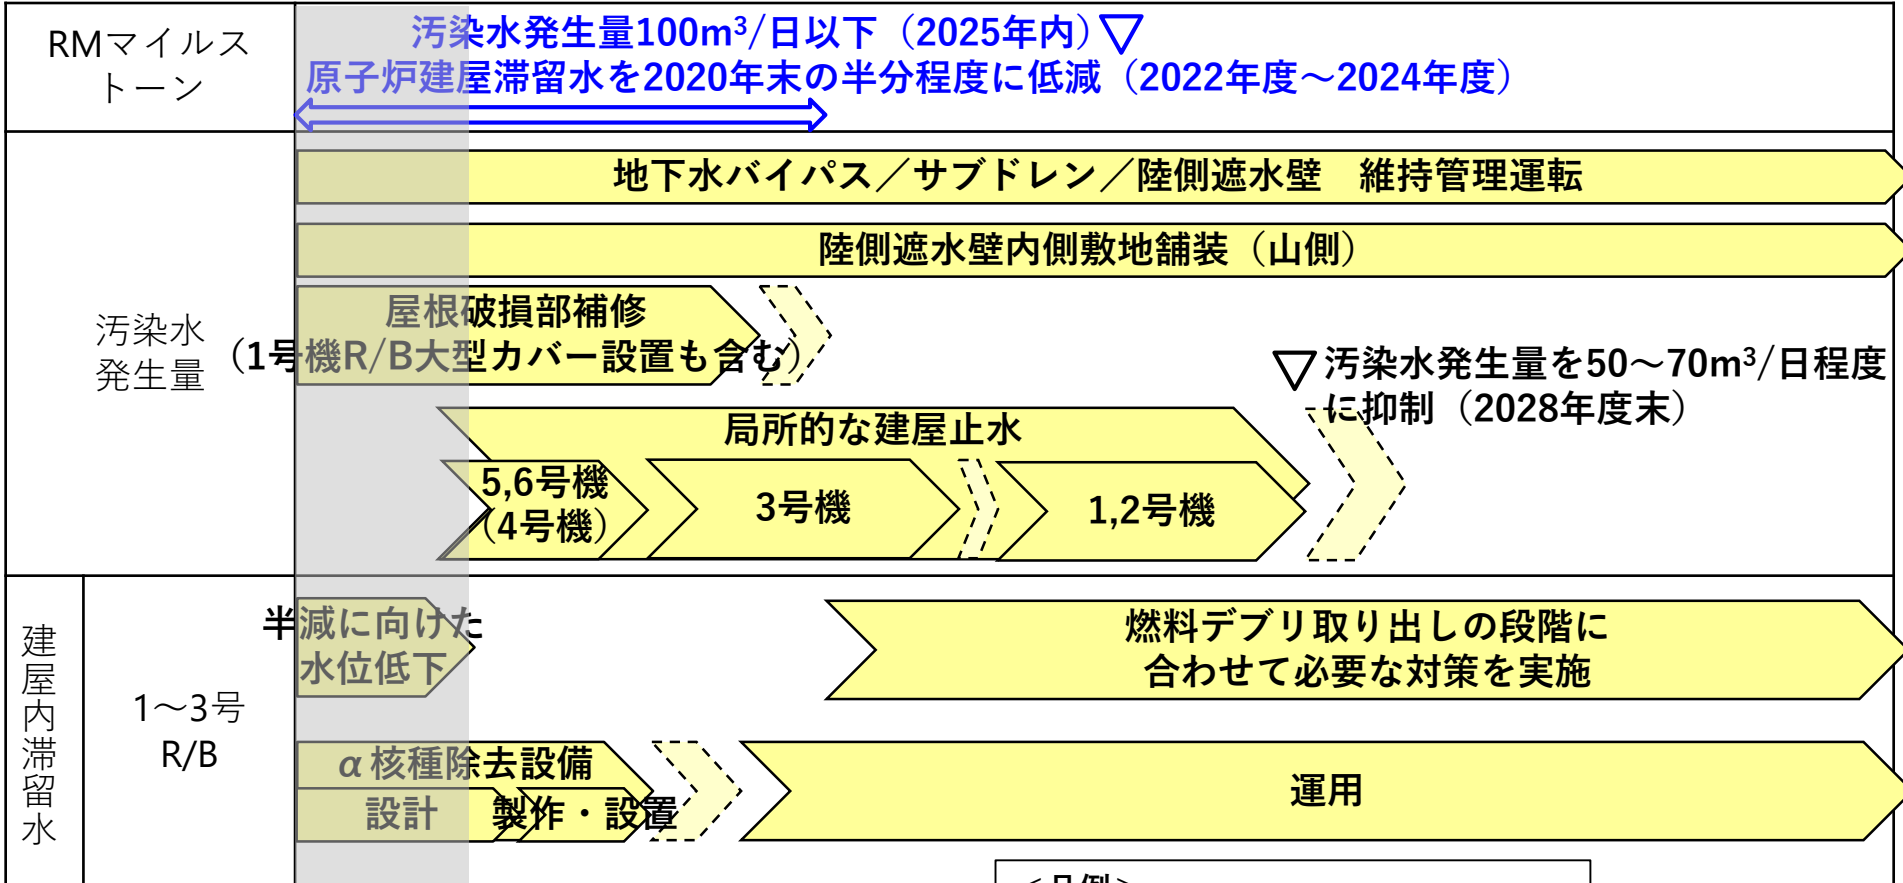 RMマイルス
トーン
汚染水発生量100m³/日以下（2025年内）▽
原子炉建屋滞留水を2020年末の半分程度に低減（2022年度～2024年度）
汚染水
発生量
地下水バイパス／サブドレン／陸側遮水壁　維持管理運転
陸側遮水壁内側敷地舗装（山側）
屋根破損部補修
（1号機R/B大型カバー設置も含む）
▽汚染水発生量を50～70m³/日程度
に抑制（2028年度末）
局所的な建屋止水
5,6号機
（4号機）
3号機
1,2号機
建屋内滞留水
1～3号
R/B
半減に向けた
水位低下
燃料デブリ取り出しの段階に
合わせて必要な対策を実施
α核種除去設備
設計
製作・設置
運用
＜凡例＞